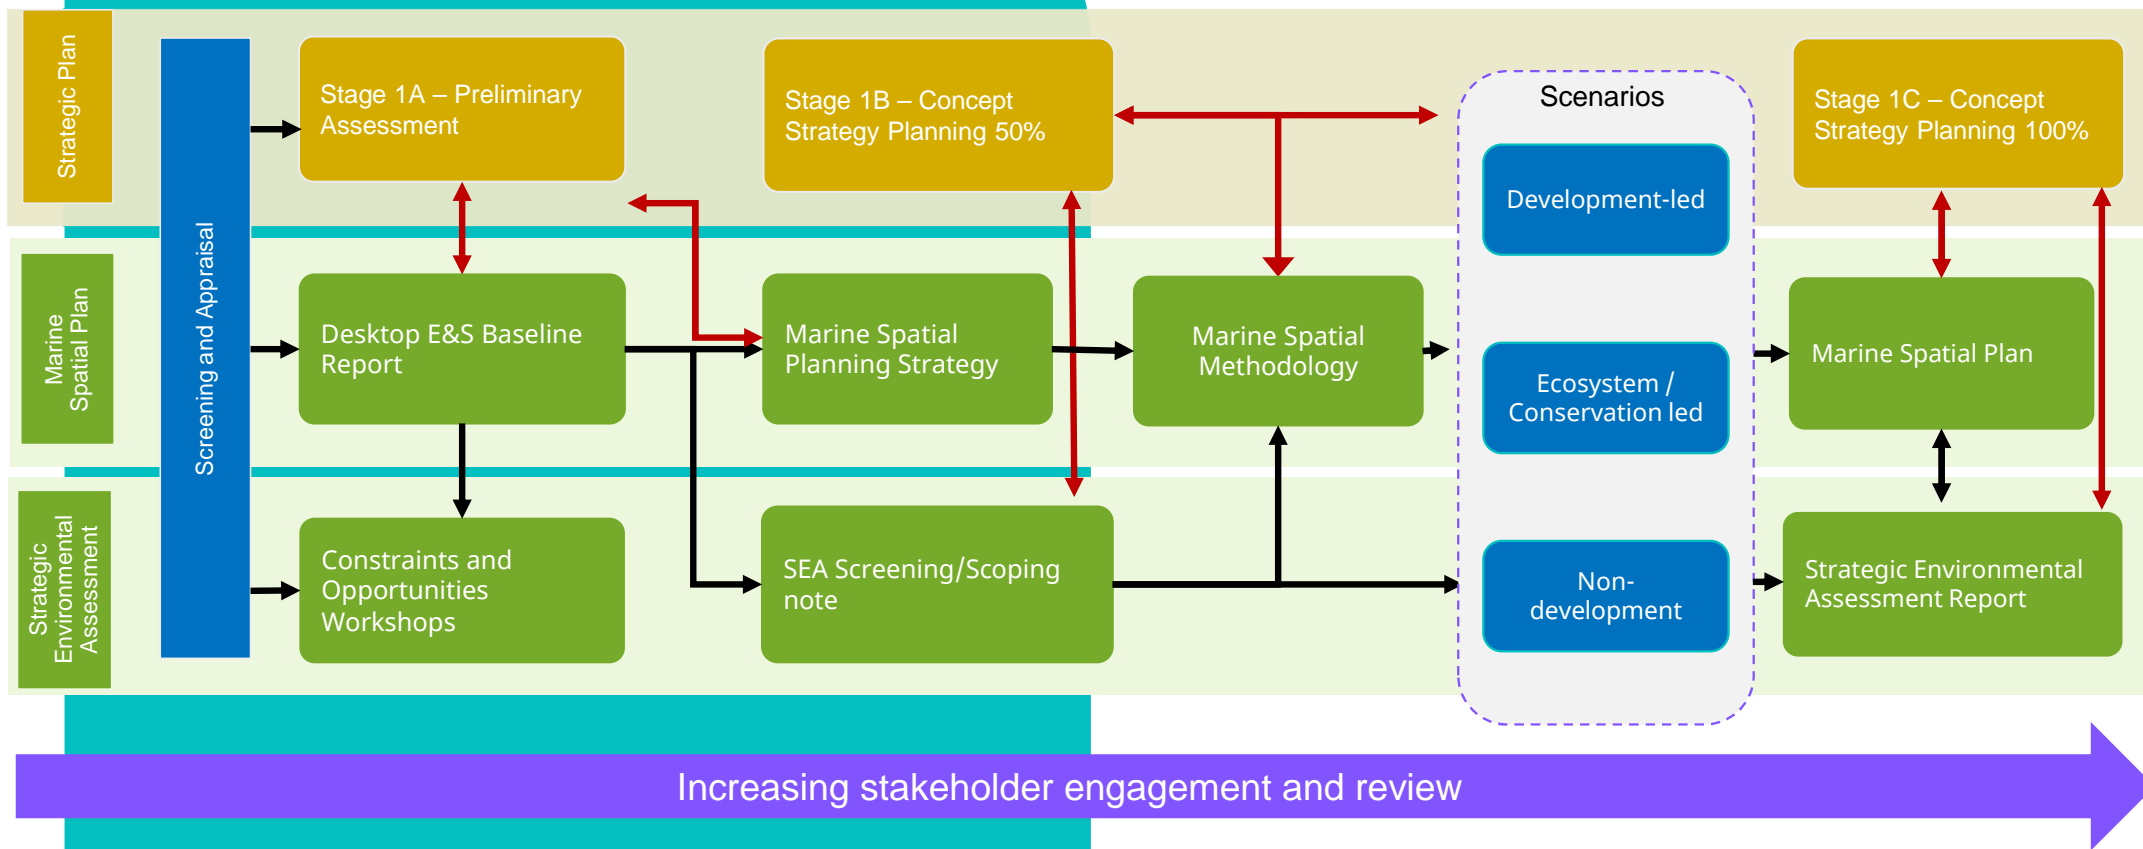 Strategic Plan
Stage 1A – Preliminary
Assessment
Stage 1B – Concept
Strategy Planning 50%
Scenarios
Stage 1C – Concept
Strategy Planning 100%
Screening and Appraisal
Development-led
Marine
Spatial Plan
Desktop E&S Baseline
Report
Marine Spatial
Planning Strategy
Marine Spatial
Methodology
Ecosystem /
Conservation led
Marine Spatial Plan
Strategic
Environmental
Assessment
Constraints and
Opportunities
Workshops
SEA Screening/Scoping
note
Non-
development
Strategic Environmental
Assessment Report
Increasing stakeholder engagement and review